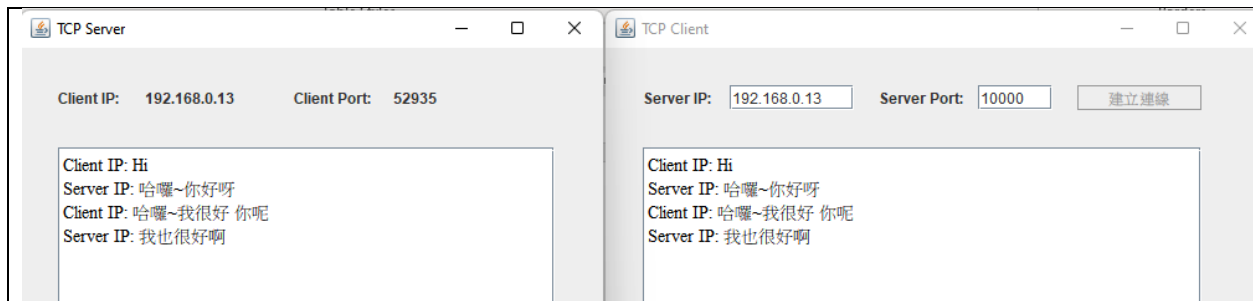 TCP Server
Client IP: 192.168.0.13 Client Port: 52935
Client IP: Hi
Server IP: 哈囉~你好呀
Client IP: 哈囉~我很好 你呢
Server IP: 我也很好啊
TCP Client
Server IP: 192.168.0.13 Server Port: 10000 建立連線
Client IP: Hi
Server IP: 哈囉~你好呀
Client IP: 哈囉~我很好 你呢
Server IP: 我也很好啊